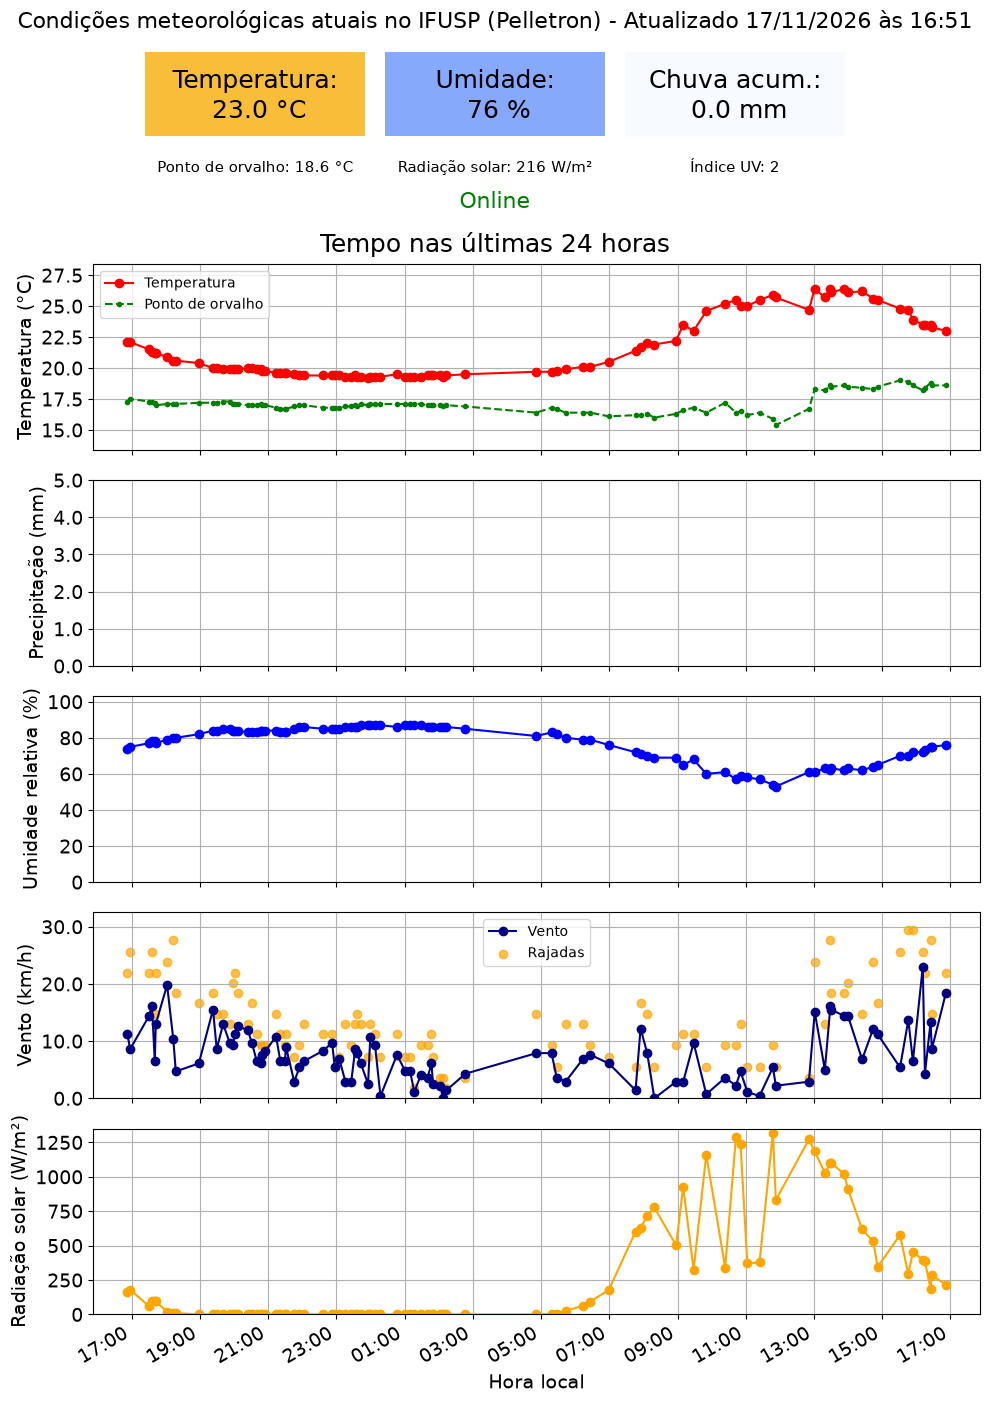 Condições meteorológicas atuais no IFUSP (Pelletron) - Atualizado 17/11/2026 às 16:51
Temperatura:
23.0 °C
Umidade:
76 %
Chuva acum.:
0.0 mm
Ponto de orvalho: 18.6 °C
Radiação solar: 216 W/m²
Índice UV: 2
Online
Tempo nas últimas 24 horas
Temperatura (°C)
27.5
25.0
22.5
20.0
17.5
15.0
Temperatura
Ponto de orvalho
Precipitação (mm)
5.0
4.0
3.0
2.0
1.0
0.0
Umidade relativa (%)
100
80
60
40
20
0
Vento (km/h)
30.0
20.0
10.0
0.0
Vento
Rajadas
Radiação solar (W/m²)
1250
1000
750
500
250
0
17:00
19:00
21:00
23:00
01:00
03:00
05:00
07:00
09:00
11:00
13:00
15:00
17:00
Hora local